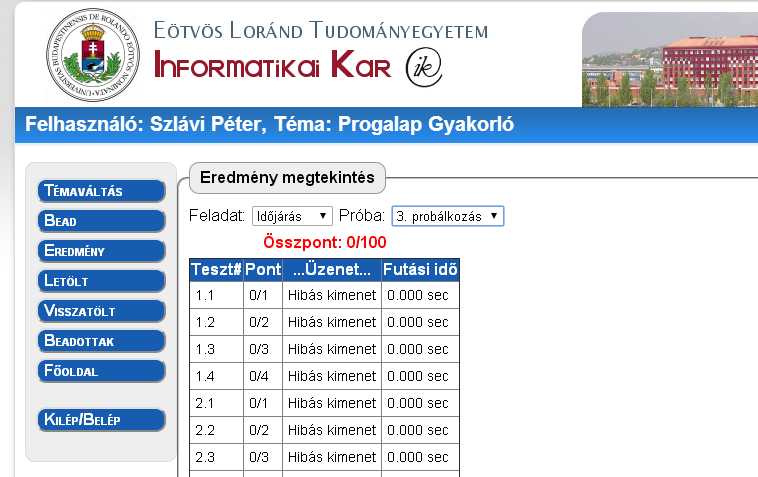 UNIVERSITAS BUDAPESTINENSIS DE ROLANDO EÖTVÖS NOMINATA
Eötvös Loránd Tudományegyetem
Informatikai Kar ik
Felhasználó: Szlávi Péter, Téma: Progalap Gyakorló
Témaváltás
Bead
Eredmény
Letölt
Visszatölt
Beadottak
Főoldal
Kilép/Belép
Eredmény megtekintés
Feladat: Időjárás Próba: 3. probálkozás
Összpont: 0/100
Teszt# Pont ...Üzenet... Futási idő
1.1 0/1 Hibás kimenet 0.000 sec
1.2 0/2 Hibás kimenet 0.000 sec
1.3 0/3 Hibás kimenet 0.000 sec
1.4 0/4 Hibás kimenet 0.000 sec
2.1 0/1 Hibás kimenet 0.000 sec
2.2 0/2 Hibás kimenet 0.000 sec
2.3 0/3 Hibás kimenet 0.000 sec